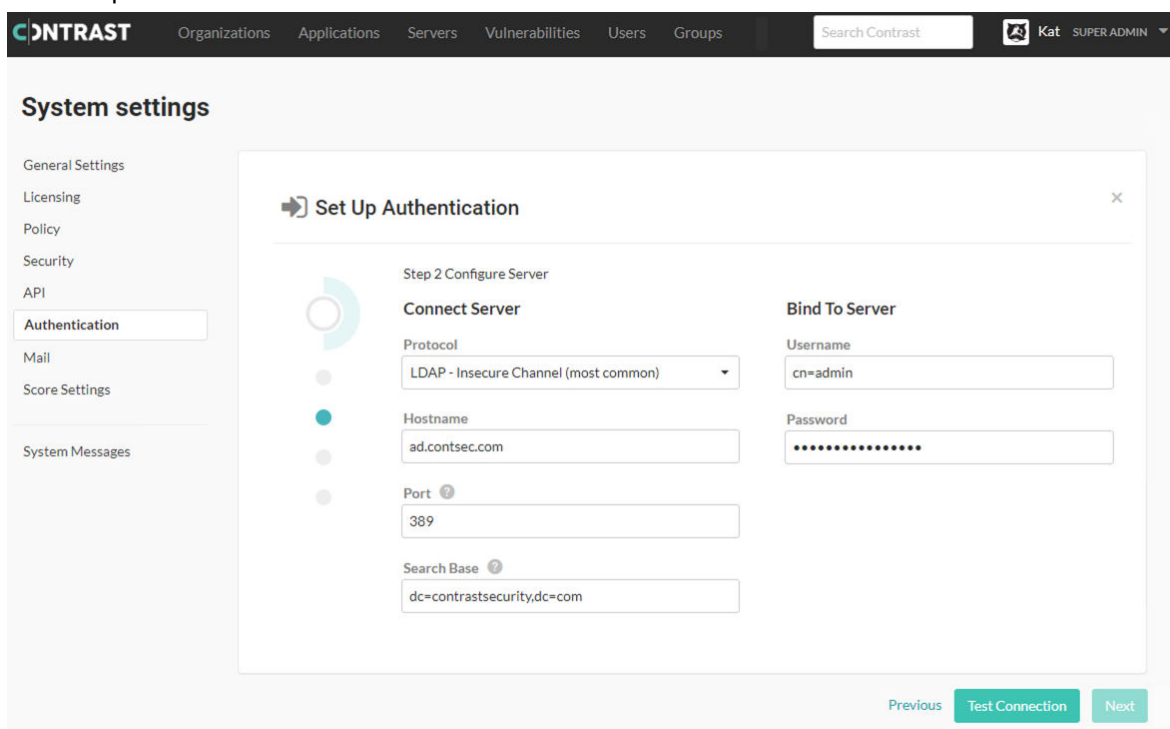 CONTRAST Organizations Applications Servers Vulnerabilities Users Groups Search Contrast Kat SUPER ADMIN
System settings
General Settings
Licensing
Policy
Security
API
Authentication
Mail
Score Settings
System Messages
Set Up Authentication
Step 2 Configure Server
Connect Server
Protocol
LDAP - Insecure Channel (most common)
Hostname
ad.contsec.com
Port ?
389
Search Base ?
dc=contrastsecurity,dc=com
Bind To Server
Username
cn=admin
Password
••••••••••••••••
Previous Test Connection Next